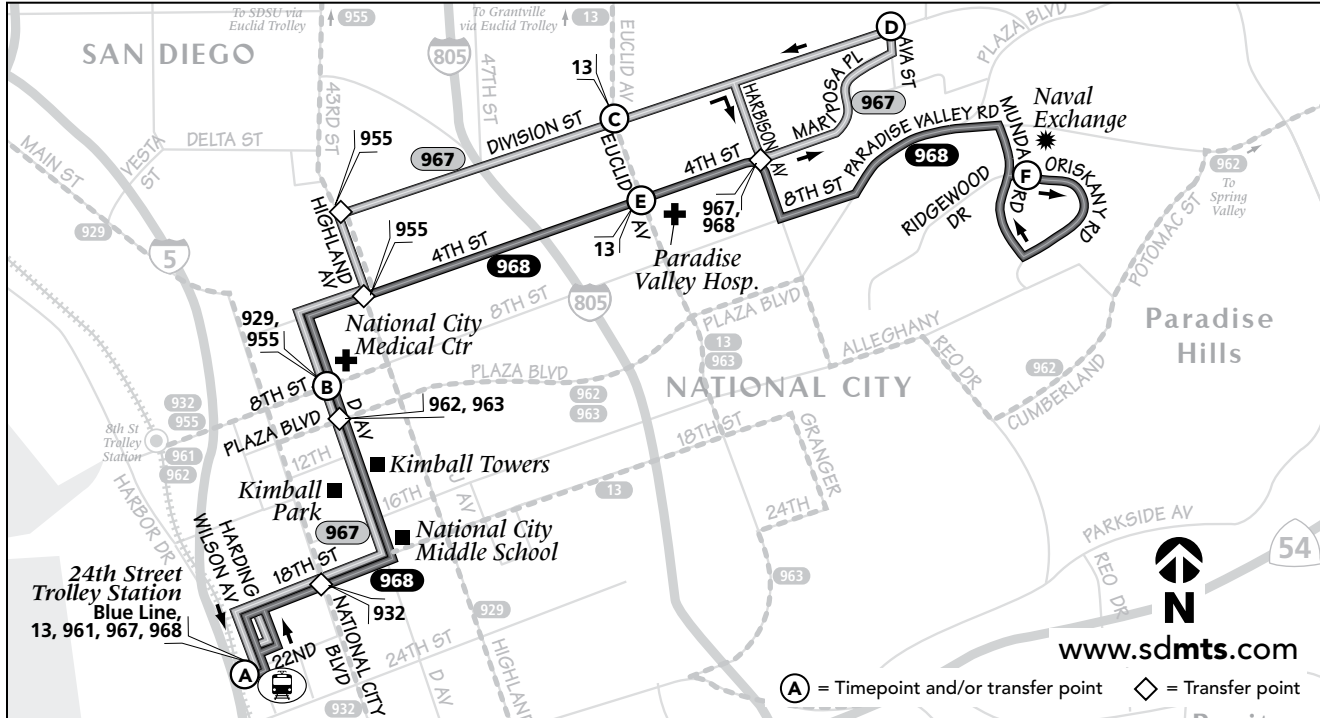 To SDSU via
Euclid Trolley
955
To Grantville
via Euclid Trolley
13
SAN DIEGO
805
47TH ST
EUCLID AV
43RD ST
D
AVA ST
PLAZA BLVD
13
C
DIVISION ST
967
HARBISON AV
MARIPOSA PL
967
PARADISE VALLEY RD
968
MUNDA RD
Naval
Exchange
ORISKANY RD
F
962
To
Spring
Valley
DELTA ST
VESTA ST
MAIN ST
929
955
EUCLID AV
4TH ST
E
8TH ST
RIDGEWOOD
DR
967,
968
13
Paradise
Valley Hosp.
HIGHLAND AV
955
4TH ST
968
POTOMAC ST
5
805
8TH ST
National City
Medical Ctr
929,
955
B
8TH ST
PLAZA BLVD
13
963
ALLEGHANY
REO DR
962
CUMBERLAND
Paradise
Hills
PLAZA BLVD
962
963
NATIONAL CITY
932
955
8th St
Trolley
Station
961
962
PLAZA BLVD
D AV
962, 963
12TH
18TH ST
GRANGER
Kimball Towers
Kimball
Park
16TH
AV
13
24TH
967
National City
Middle School
HARBOR DR
WILSON AV
HARDING
18TH ST
968
24th Street
Trolley Station
Blue Line,
13, 961, 967, 968
932
963
929
PARKSIDE AV
REO DR
54
N
22ND
A
NATIONAL CITY
BLVD
24TH ST
D AV
HIGHLAND
932
www.sdmts.com
A = Timepoint and/or transfer point
= Transfer point